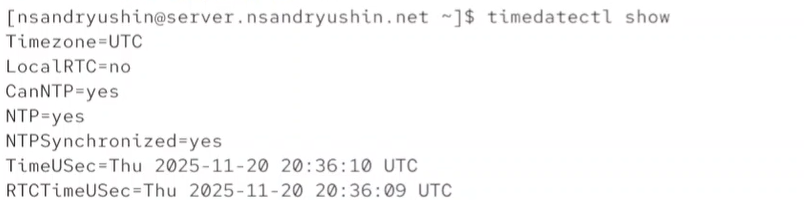 [nsandryushin@server.nsandryushin.net ~]$ timedatectl show
Timezone=UTC
LocalRTC=no
CanNTP=yes
NTP=yes
NTPSynchronized=yes
TimeUSec=Thu 2025-11-20 20:36:10 UTC
RTCTimeUSec=Thu 2025-11-20 20:36:09 UTC